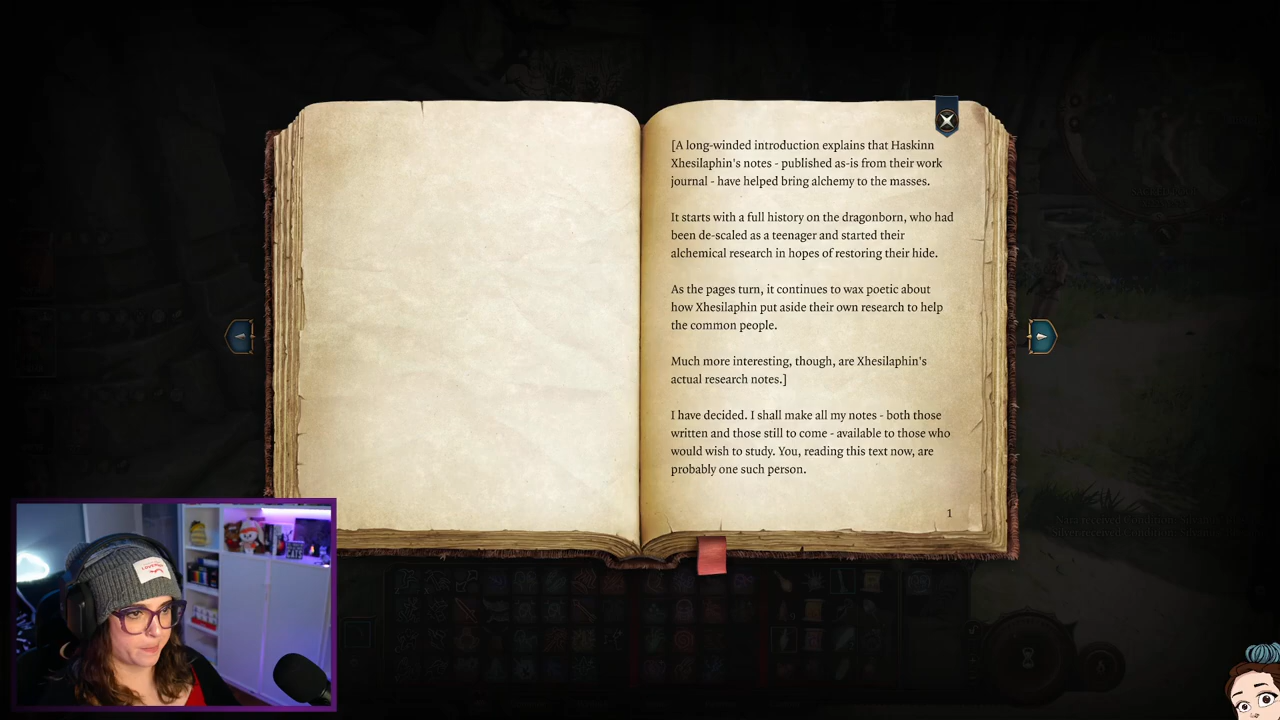 [A long-winded introduction explains that Haskinn
Xhesilaphin's notes - published as-is from their work
journal - have helped bring alchemy to the masses.
It starts with a full history on the dragonborn, who had
been de-scaled as a teenager and started their
alchemical research in hopes of restoring their hide.
As the pages turn, it continues to wax poetic about
how Xhesilaphin put aside their own research to help
the common people.
Much more interesting, though, are Xhesilaphin's
actual research notes.]
I have decided. I shall make all my notes - both those
written and those still to come - available to those who
would wish to study. You, reading this text now, are
probably one such person.
1